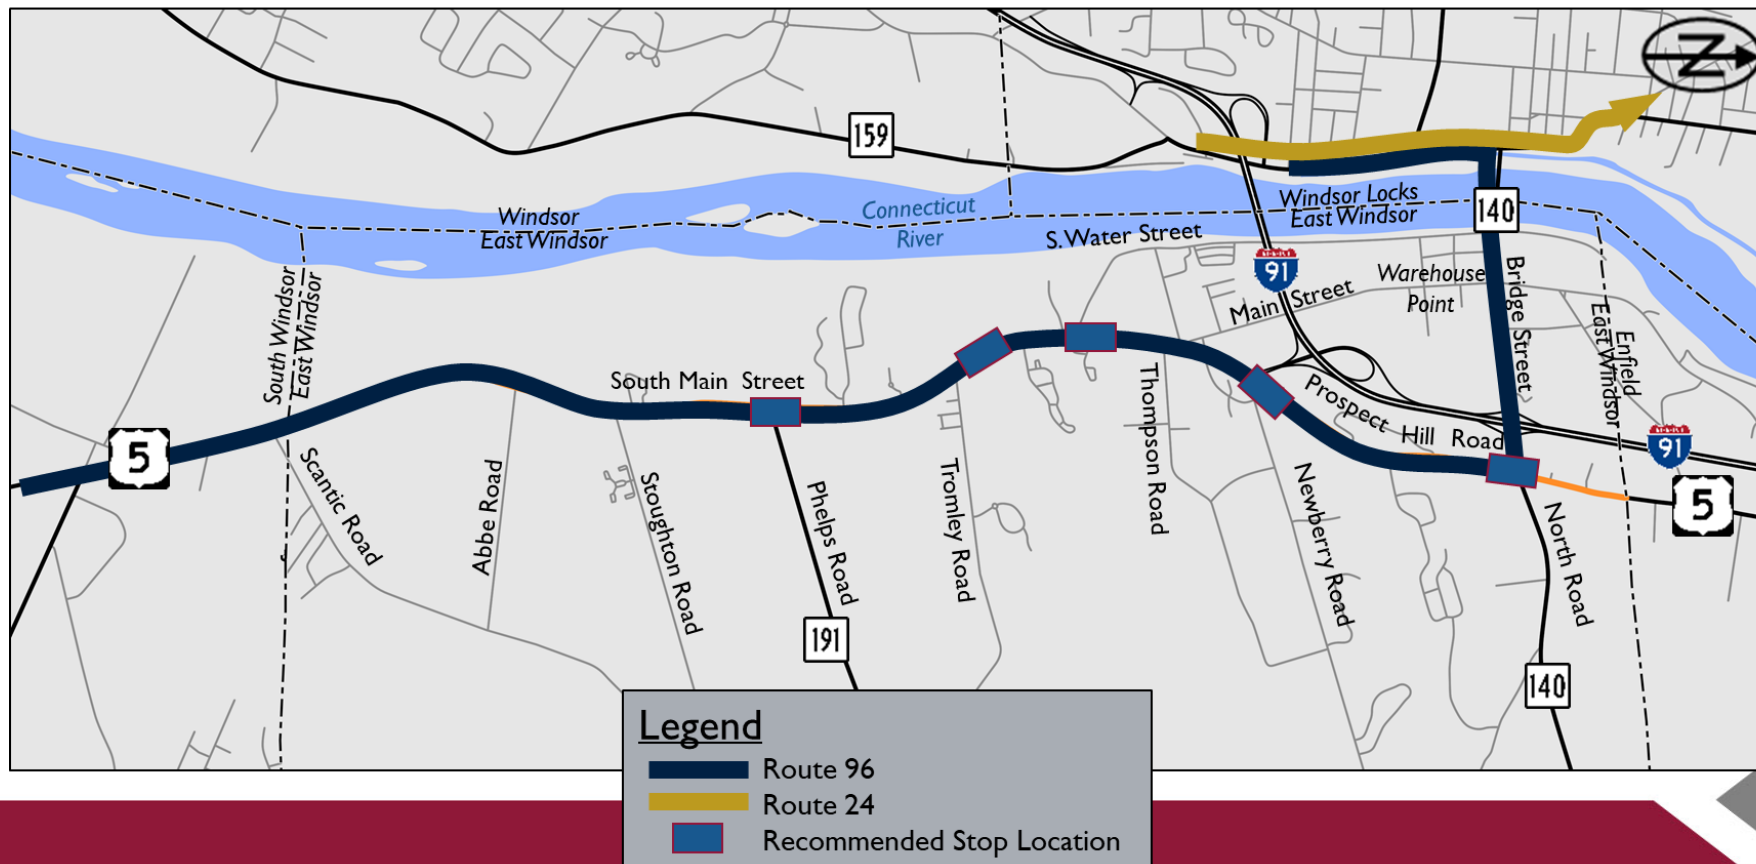 Z
159
Connecticut
River
Windsor
East Windsor
Windsor Locks
East Windsor
140
S. Water Street
91
Main Street
Warehouse
Point
Bridge Street
Enfield
East Windsor
South Windsor
East Windsor
South Main Street
Prospect Hill Road
5
91
5
Scantic Road
Abbe Road
Stoughton Road
Phelps Road
Tromley Road
Thompson Road
Newberry Road
North Road
191
140
Legend
Route 96
Route 24
Recommended Stop Location